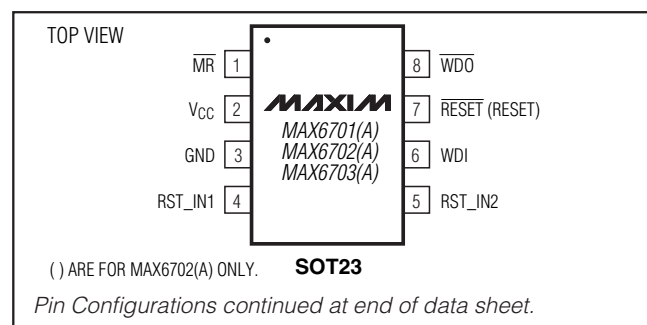 TOP VIEW
MR 1
8 WDO
VCC 2
MAXIM
7 RESET (RESET)
MAX6701(A)
MAX6702(A)
MAX6703(A)
GND 3
6 WDI
RST_IN1 4
5 RST_IN2
( ) ARE FOR MAX6702(A) ONLY.
SOT23
Pin Configurations continued at end of data sheet.